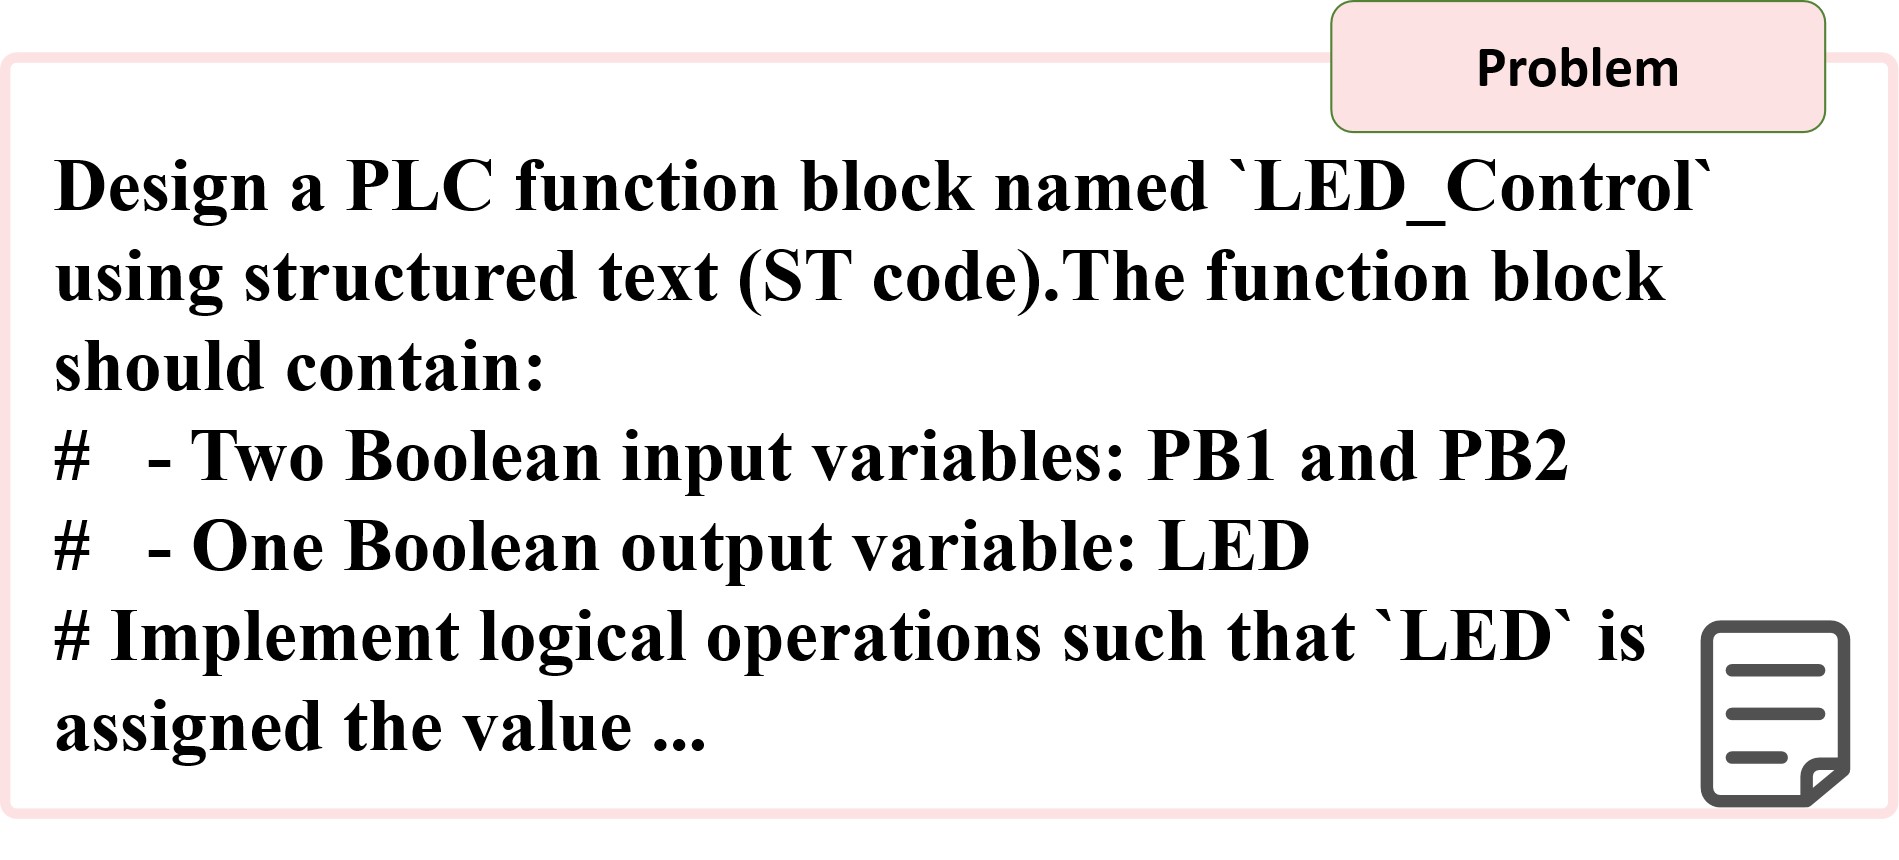 Problem
Design a PLC function block named `LED_Control`
using structured text (ST code).The function block
should contain:
#   - Two Boolean input variables: PB1 and PB2
#   - One Boolean output variable: LED
# Implement logical operations such that `LED` is
assigned the value ...